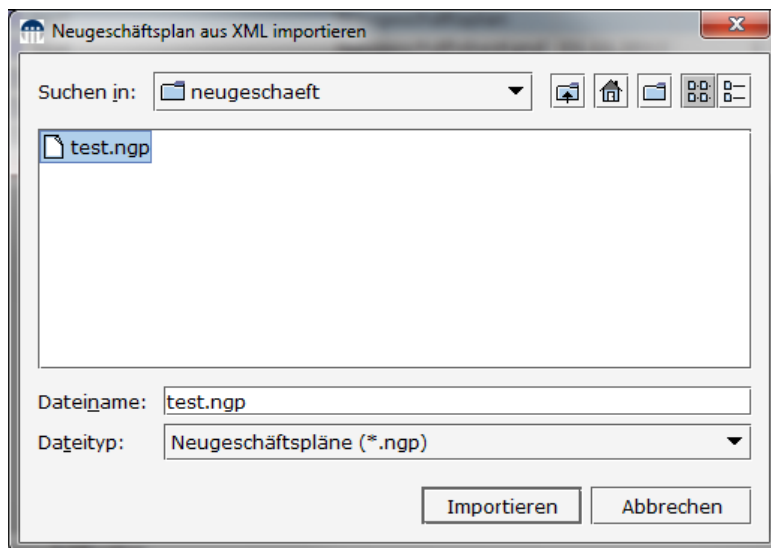 Neugeschäftsplan aus XML importieren
Suchen in: neugeschaeft
test.ngp
Dateiname: test.ngp
Dateityp: Neugeschäftspläne (*.ngp)
Importieren Abbrechen